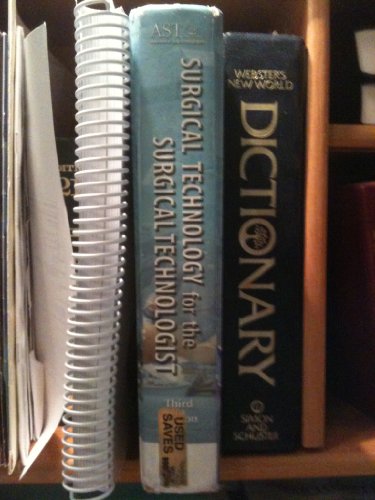 AST
SURGICAL TECHNOLOGY for the
SURGICAL TECHNOLOGIST
Third
USED
SAVES
WEBSTER'S
NEW WORLD
DICTIONARY
SIMON
AND
SCHUSTER